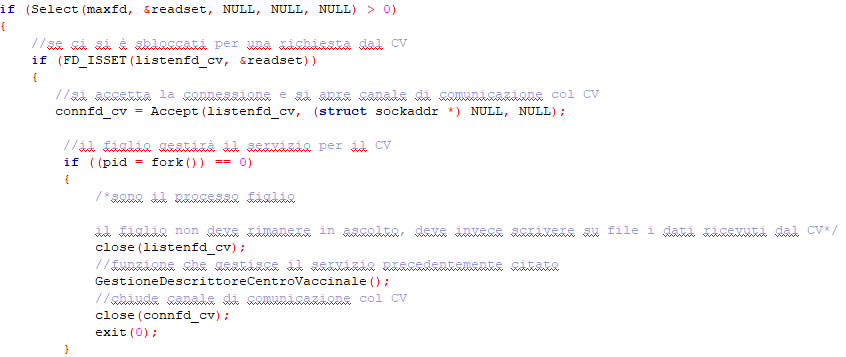 if (Select(maxfd, &readset, NULL, NULL, NULL) > 0)
{
//se ci si è sbloccati per una richiesta dal CV
if (FD_ISSET(listenfd_cv, &readset))
{
//si accetta la connessione e si apre canale di comunicazione col CV
connfd_cv = Accept(listenfd_cv, (struct sockaddr *) NULL, NULL);
//il figlio gestirà il servizio per il CV
if ((pid = fork()) == 0)
{
/*sono il processo figlio
il figlio non deve rimanere in ascolto, deve invece scrivere su file i dati ricevuti dal CV*/
close(listenfd_cv);
//funzione che gestisce il servizio precedentemente citato
GestioneDescrittoreCentroVaccinale();
//chiude canale di comunicazione col CV
close(connfd_cv);
exit(0);
}